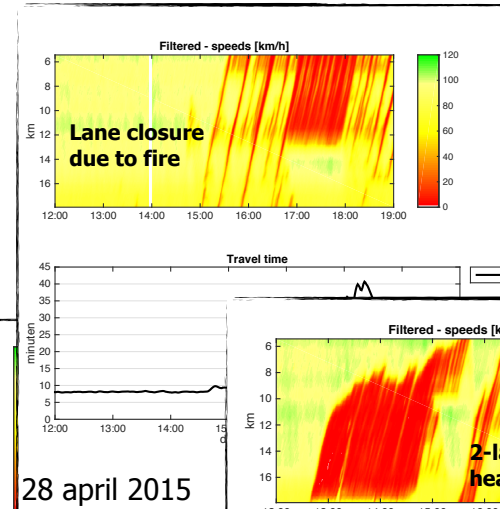 Filtered - speeds [km/h]
6
8
10
12
14
16
km
Lane closure
due to fire
12:00 13:00 14:00 15:00 16:00 17:00 18:00 19:00
120
100
80
60
40
20
0
Travel time
45
40
35
30
25
20
15
10
5
0
minuten
12:00 13:00 14:00
28 april 2015
Filtered - speeds
6
8
10
12
14
16
km